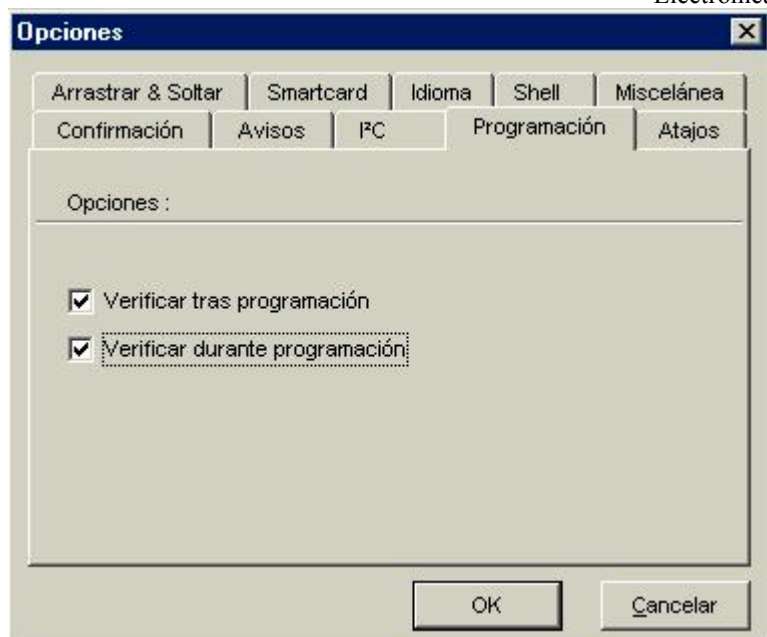 Opciones
Arrastrar & Soltar Smartcard Idioma Shell Miscelánea
Confirmación Avisos I²C Programación Atajos
Opciones :
Verificar tras programación
Verificar durante programación
OK Cancelar